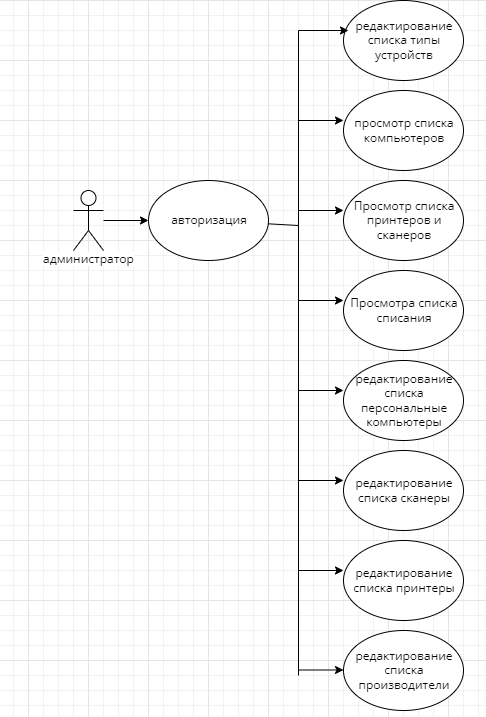 редактирование
списка типы
устройств
просмотр списка
компьютеров
авторизация
администратор
Просмотр списка
принтеров и
сканеров
Просмотра списка
списания
редактирование
списка
персональные
компьютеры
редактирование
списка сканеры
редактирование
списка принтеры
редактирование
списка
производители